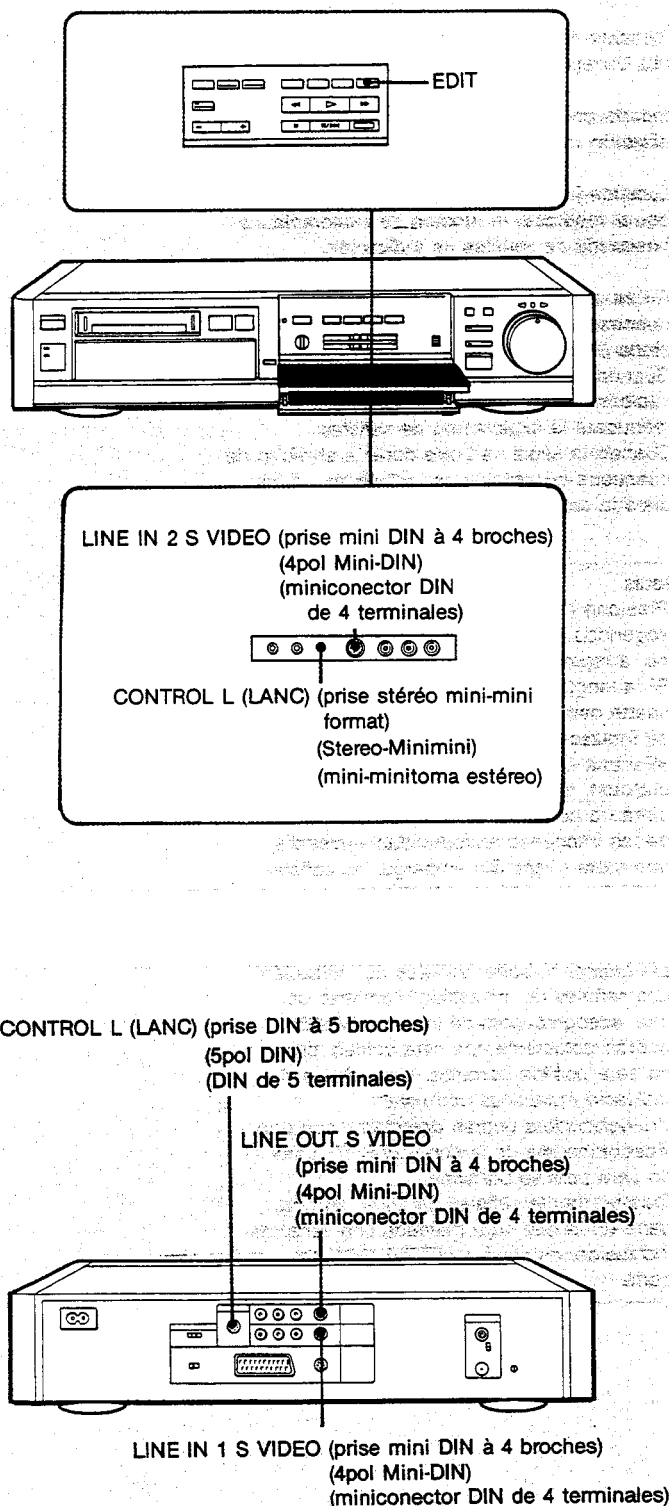 EDIT
LINE IN 2 S VIDEO (prise mini DIN à 4 broches)
(4pol Mini-DIN)
(miniconector DIN
de 4 terminales)
CONTROL L (LANC) (prise stéréo mini-mini
format)
(Stereo-Minimini)
(mini-minitoma estéreo)
CONTROL L (LANC) (prise DIN à 5 broches)
(5pol DIN)
(DIN de 5 terminales)
LINE OUT S VIDEO
(prise mini DIN à 4 broches)
(4pol Mini-DIN)
(miniconector DIN de 4 terminales)
LINE IN 1 S VIDEO (prise mini DIN à 4 broches)
(4pol Mini-DIN)
(miniconector DIN de 4 terminales)